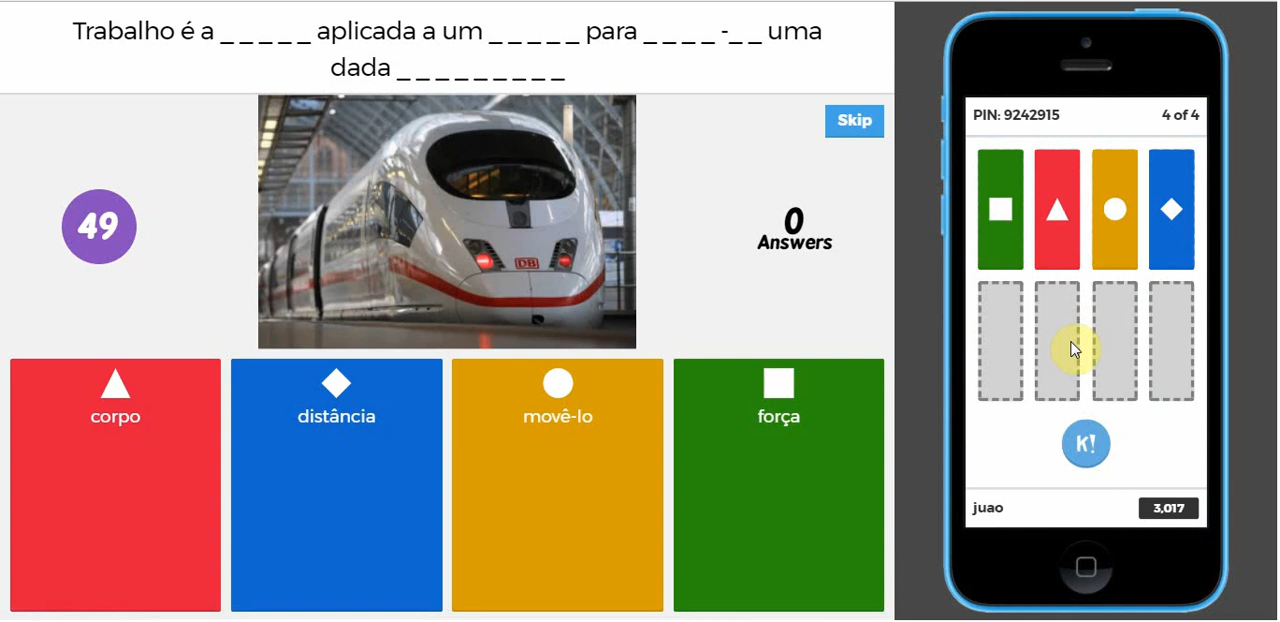 Trabalho é a _ _ _ _ _ aplicada a um _ _ _ _ _ para _ _ _ _ -_ _ uma
dada _ _ _ _ _ _ _ _ _
Skip
49
0
Answers
DB
corpo
distância
movê-lo
força
PIN: 9242915 4 of 4
K!
juao 3,017